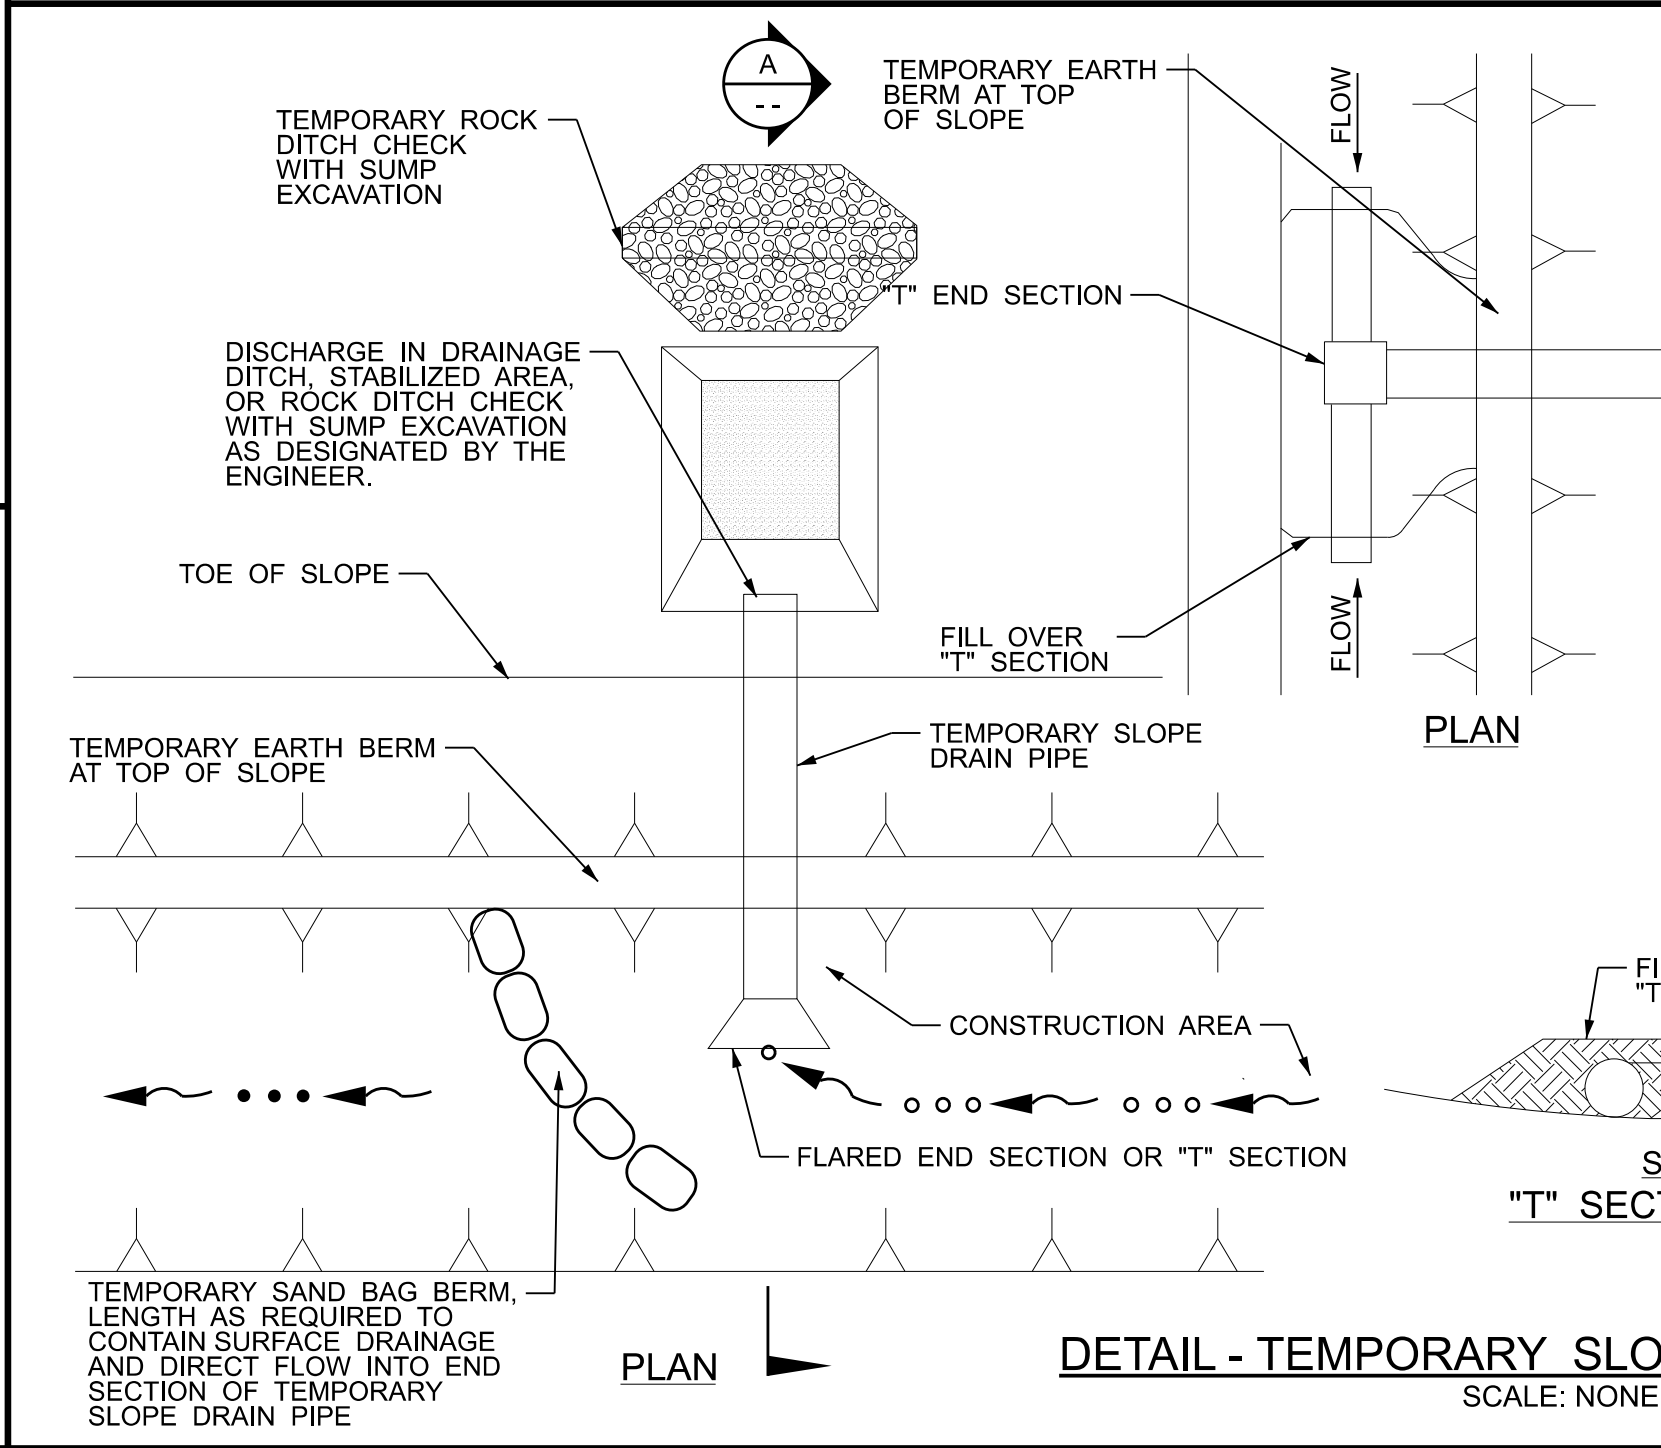 A
- -
TEMPORARY ROCK
DITCH CHECK
WITH SUMP
EXCAVATION
TEMPORARY EARTH
BERM AT TOP
OF SLOPE
FLOW
"T" END SECTION
DISCHARGE IN DRAINAGE
DITCH, STABILIZED AREA,
OR ROCK DITCH CHECK
WITH SUMP EXCAVATION
AS DESIGNATED BY THE
ENGINEER.
TOE OF SLOPE
FILL OVER
"T" SECTION
FLOW
PLAN
TEMPORARY EARTH BERM
AT TOP OF SLOPE
TEMPORARY SLOPE
DRAIN PIPE
FI
"T
CONSTRUCTION AREA
FLARED END SECTION OR "T" SECTION
S
"T" SECT
TEMPORARY SAND BAG BERM,
LENGTH AS REQUIRED TO
CONTAIN SURFACE DRAINAGE
AND DIRECT FLOW INTO END
SECTION OF TEMPORARY
SLOPE DRAIN PIPE
PLAN
DETAIL - TEMPORARY SLO
SCALE: NONE